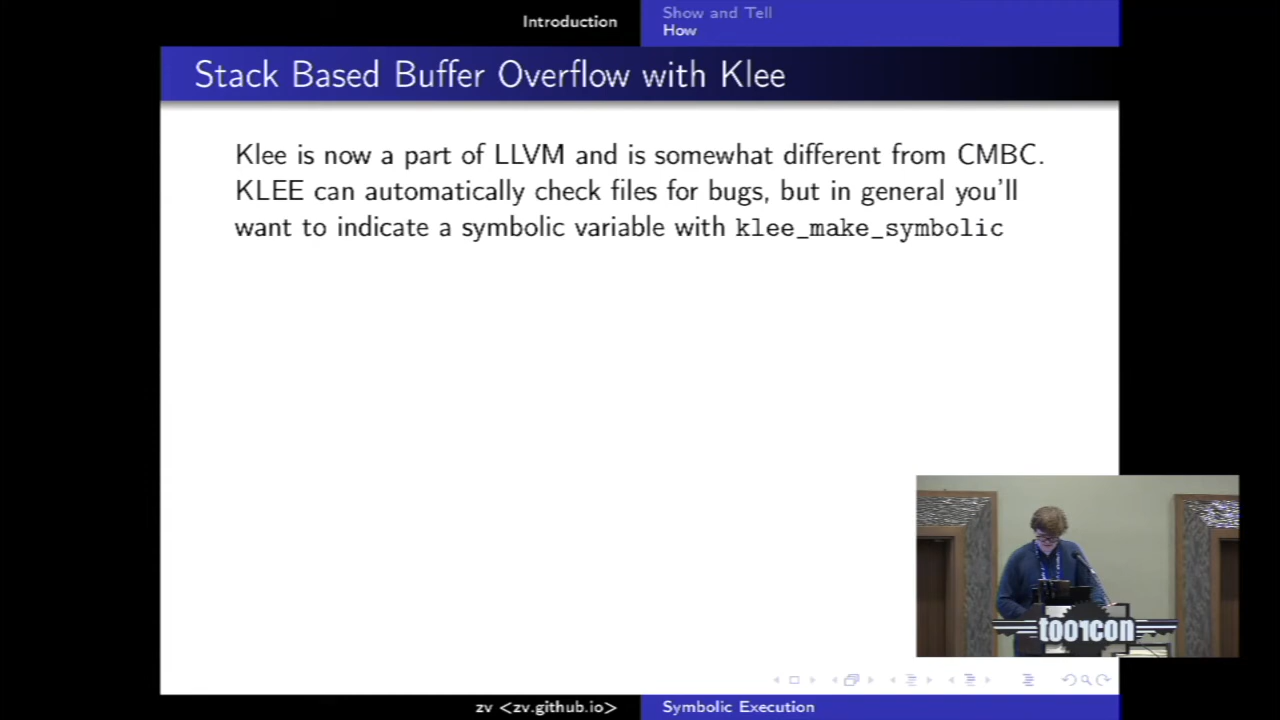 Introduction
Show and Tell
How
Stack Based Buffer Overflow with Klee
Klee is now a part of LLVM and is somewhat different from CMBC.
KLEE can automatically check files for bugs, but in general you'll
want to indicate a symbolic variable with klee_make_symbolic
toorcon
zv <zv.github.io>
Symbolic Execution